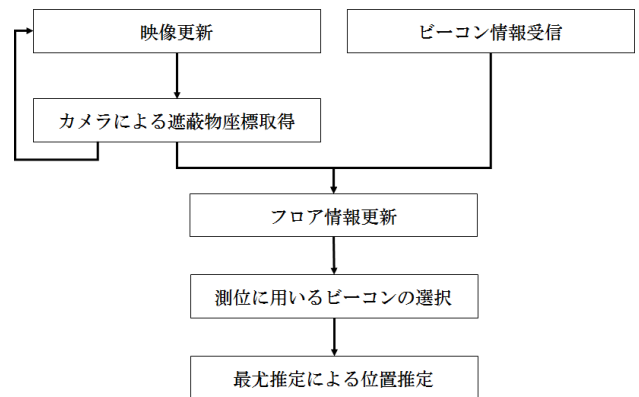 映像更新
ビーコン情報受信
カメラによる遮蔽物座標取得
フロア情報更新
測位に用いるビーコンの選択
最尤推定による位置推定